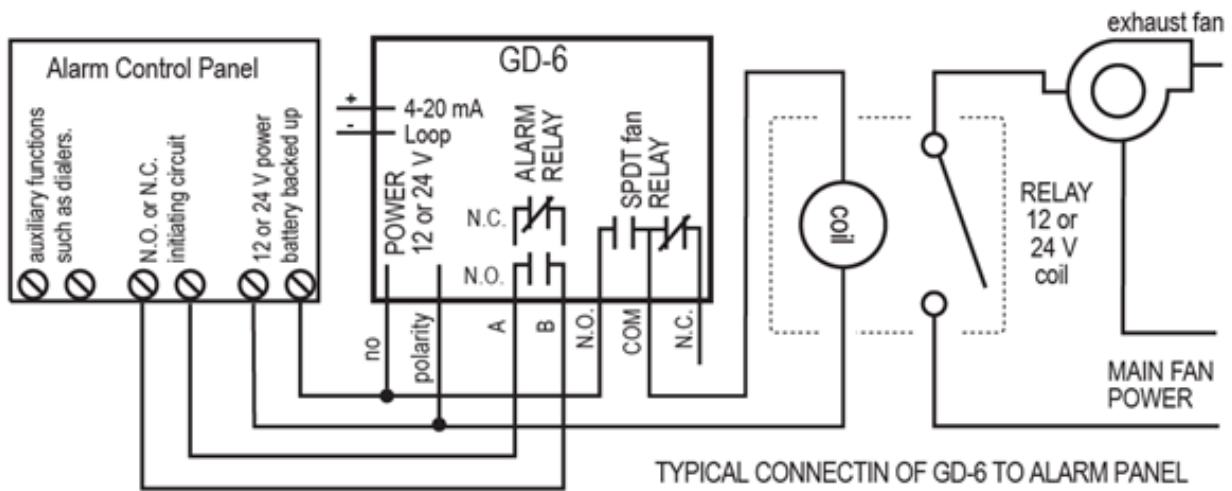 exhaust fan
Alarm Control Panel
auxiliary functions
such as dialers.
N.O. or N.C.
initiating circuit
12 or 24 V power
battery backed up
GD-6
+
-
4-20 mA
Loop
POWER
12 or 24 V
ALARM
RELAY
N.C.
N.O.
SPDT fan
RELAY
no
polarity
A
B
N.O.
COM
N.C.
coil
RELAY
12 or
24 V
coil
MAIN FAN
POWER
TYPICAL CONNECTIN OF GD-6 TO ALARM PANEL